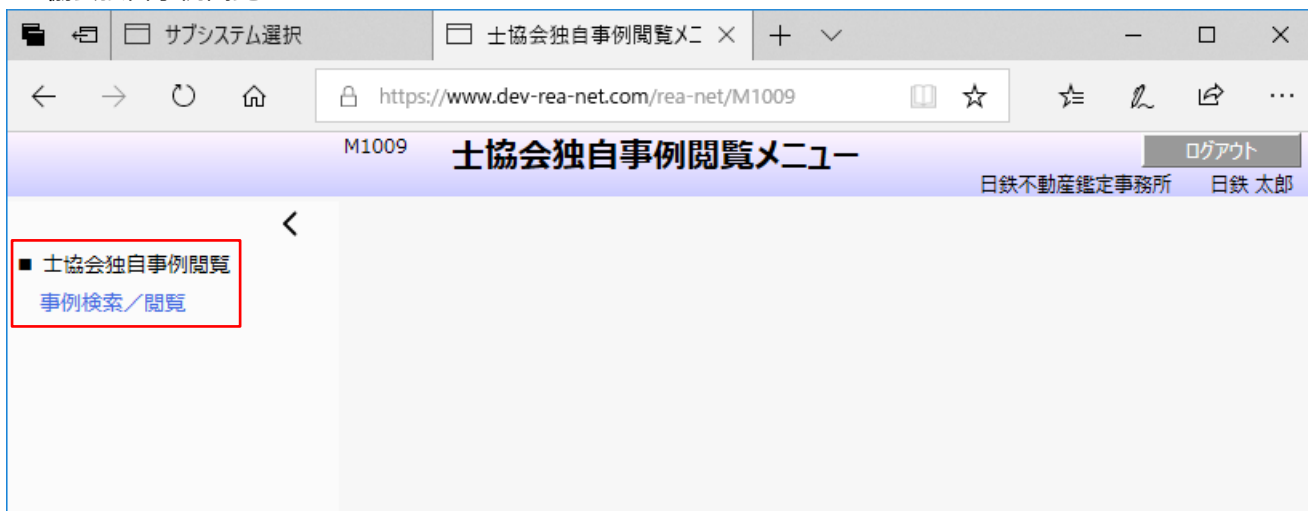 サブシステム選択
士協会独自事例閲覧メニ
https://www.dev-rea-net.com/rea-net/M1009
M1009
士協会独自事例閲覧メニュー
ログアウト
日鉄不動産鑑定事務所 日鉄 太郎
■ 士協会独自事例閲覧
事例検索／閲覧